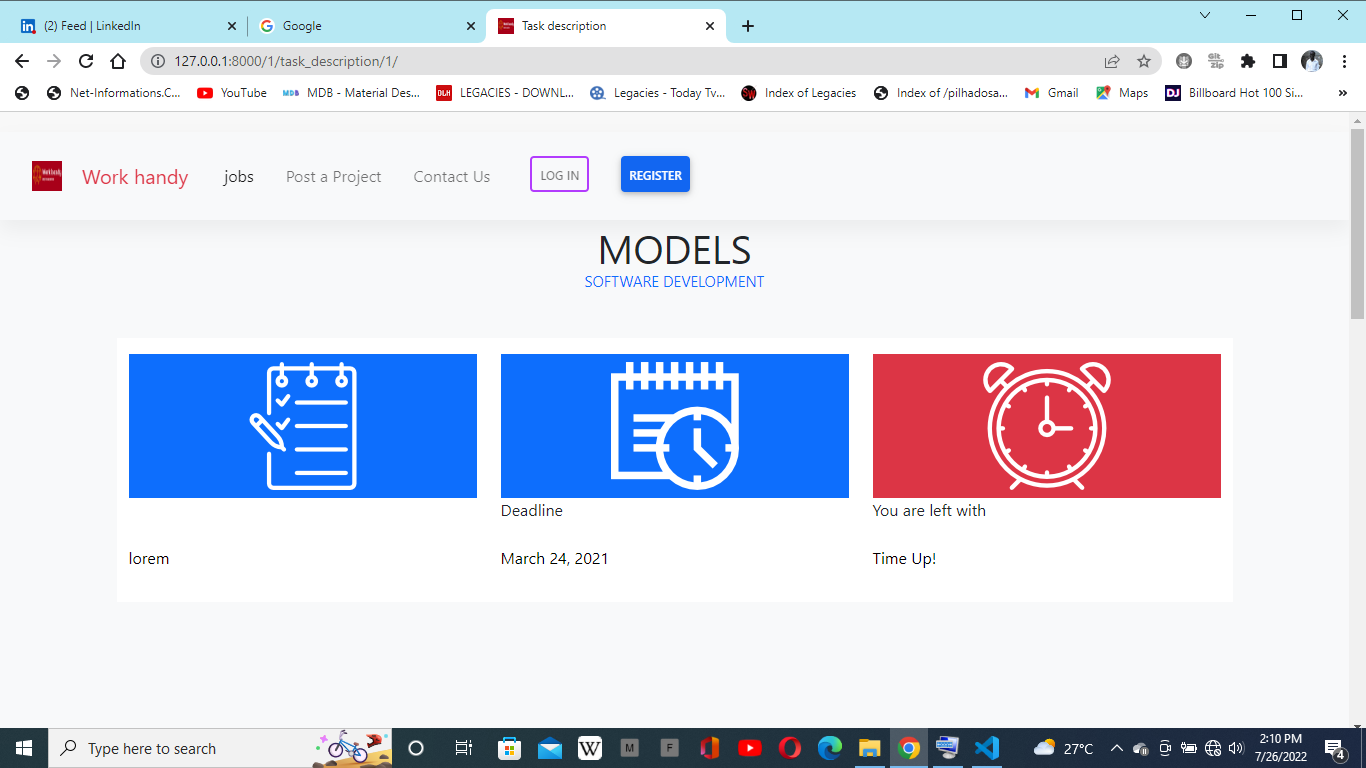 (2) Feed | LinkedIn
Google
Task description
127.0.0.1:8000/1/task_description/1/
Net-Informations.C...
YouTube
MDB - Material Des...
LEGACIES - DOWNL...
Legacies - Today Tv...
Index of Legacies
Index of /pilhadosa...
Gmail
Maps
Billboard Hot 100 Si...
»
Work handy
jobs
Post a Project
Contact Us
LOG IN
REGISTER
MODELS
SOFTWARE DEVELOPMENT
Deadline
You are left with
lorem
March 24, 2021
Time Up!
Type here to search
W
M
F
27°C
2:10 PM
7/26/2022
4